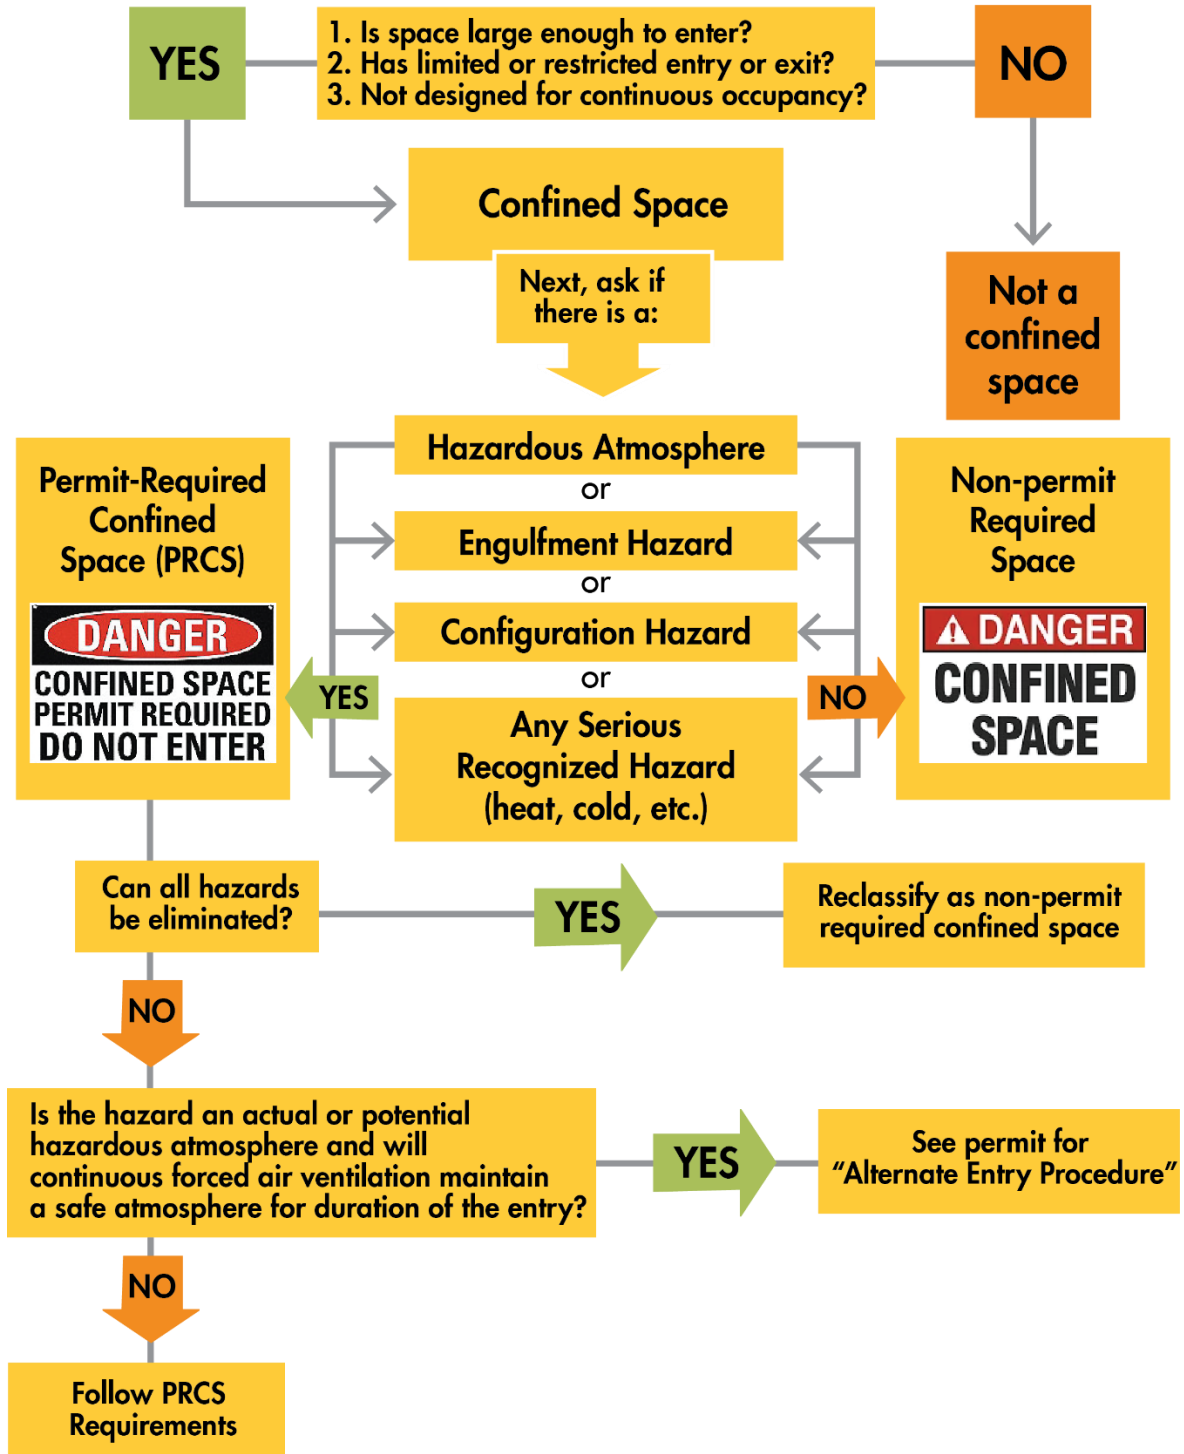 YES
1. Is space large enough to enter?
2. Has limited or restricted entry or exit?
3. Not designed for continuous occupancy?
NO
Confined Space
Next, ask if
there is a:
Not a
confined
space
Permit-Required
Confined
Space (PRCS)
DANGER
CONFINED SPACE
PERMIT REQUIRED
DO NOT ENTER
YES
Hazardous Atmosphere
or
Engulfment Hazard
or
Configuration Hazard
or
Any Serious
Recognized Hazard
(heat, cold, etc.)
NO
Non-permit
Required
Space
DANGER
CONFINED
SPACE
Can all hazards
be eliminated?
YES
Reclassify as non-permit
required confined space
NO
Is the hazard an actual or potential
hazardous atmosphere and will
continuous forced air ventilation maintain
a safe atmosphere for duration of the entry?
YES
See permit for
“Alternate Entry Procedure”
NO
Follow PRCS
Requirements